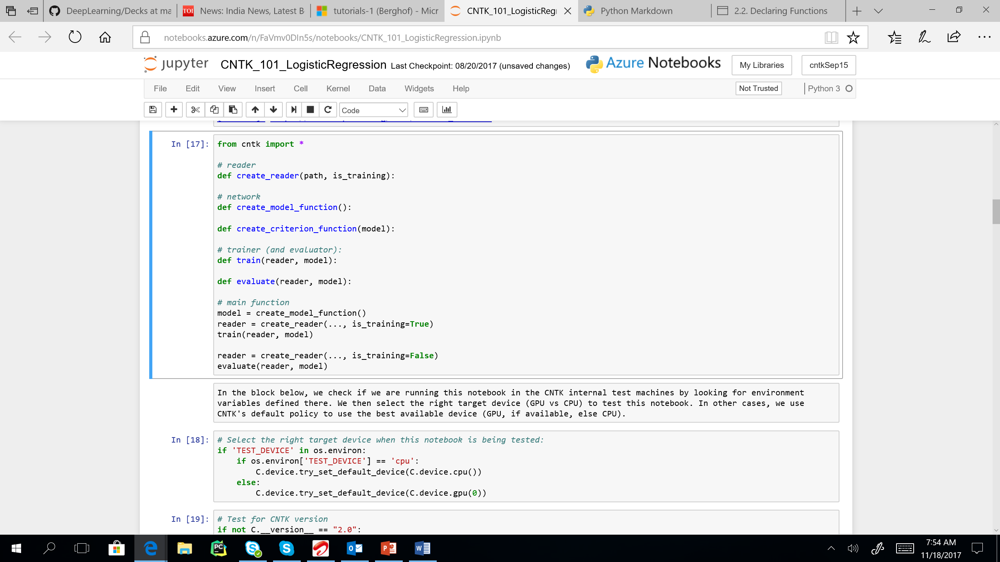 DeepLearning/Decks at ma
TOI News: India News, Latest B
tutorials-1 (Berghof) - Micr
CNTK_101_LogisticReg
Python Markdown
2.2. Declaring Functions
notebooks.azure.com/n/FaVmv0DIn5s/notebooks/CNTK_101_LogisticRegression.ipynb
jupyter CNTK_101_LogisticRegression Last Checkpoint: 08/20/2017 (unsaved changes) Azure Notebooks My Libraries cntkSep15
File Edit View Insert Cell Kernel Data Widgets Help Not Trusted Python 3
Code
In [17]: from cntk import *
# reader
def create_reader(path, is_training):
# network
def create_model_function():
def create_criterion_function(model):
# trainer (and evaluator):
def train(reader, model):
def evaluate(reader, model):
# main function
model = create_model_function()
reader = create_reader(..., is_training=True)
train(reader, model)
reader = create_reader(..., is_training=False)
evaluate(reader, model)
In the block below, we check if we are running this notebook in the CNTK internal test machines by looking for environment
variables defined there. We then select the right target device (GPU vs CPU) to test this notebook. In other cases, we use
CNTK's default policy to use the best available device (GPU, if available, else CPU).
In [18]: # Select the right target device when this notebook is being tested:
if 'TEST_DEVICE' in os.environ:
if os.environ['TEST_DEVICE'] == 'cpu':
C.device.try_set_default_device(C.device.cpu())
else:
C.device.try_set_default_device(C.device.gpu(0))
In [19]: # Test for CNTK version
if not C.__version__ == "2.0":
7:54 AM
11/18/2017